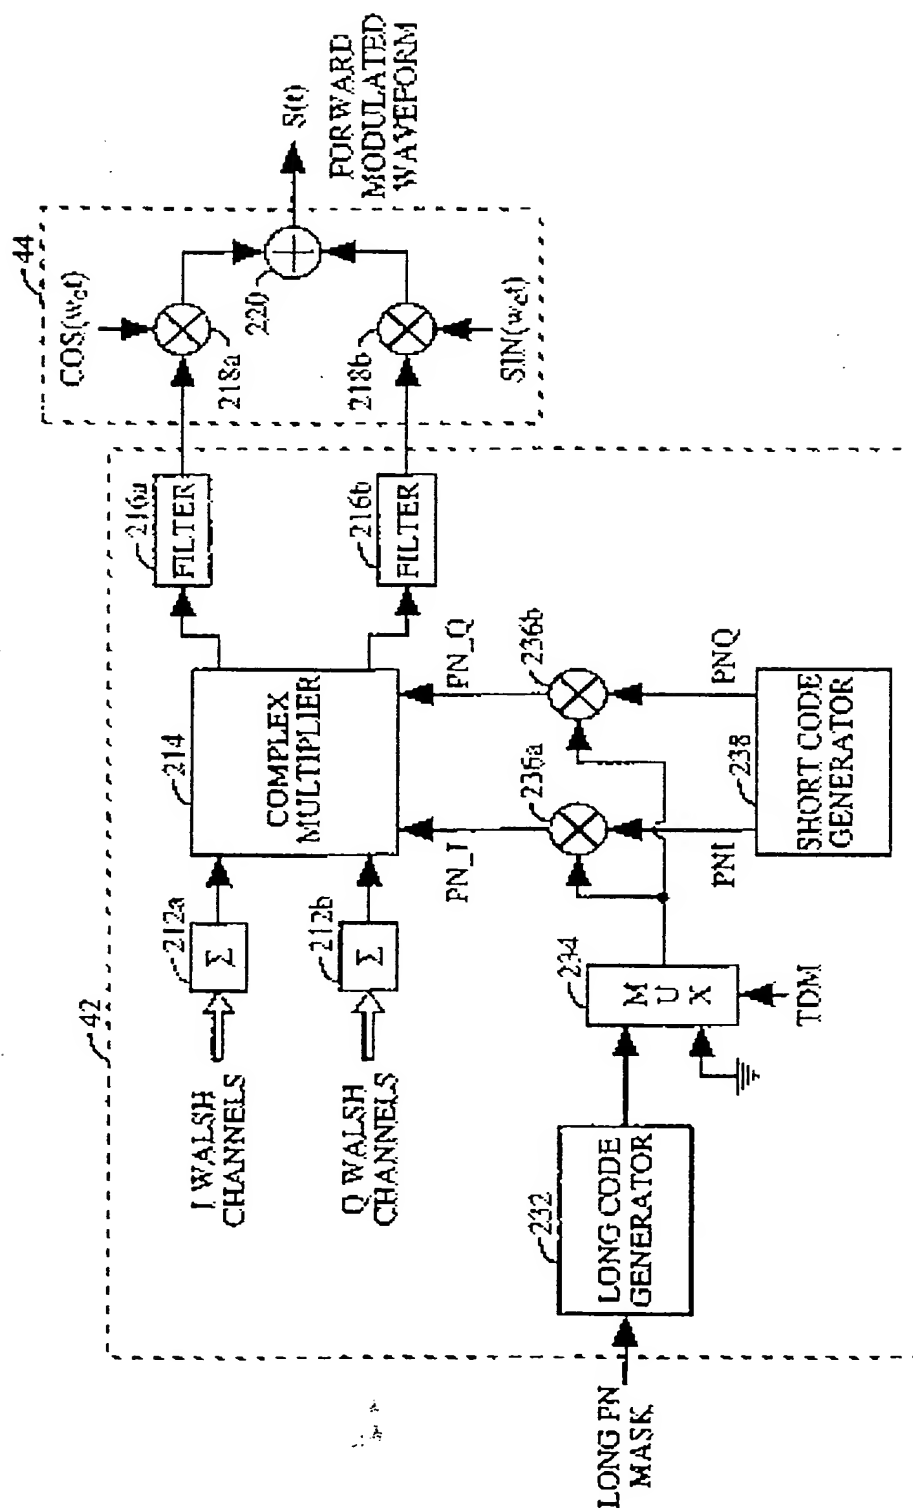 42
I WALSH
CHANNELS
212a
Σ
Q WALSH
CHANNELS
212b
Σ
214
COMPLEX
MULTIPLIER
216a
FILTER
216b
FILTER
44
COS(wct)
218a
218b
SIN(wct)
220
S(t)
FORWARD
MODULATED
WAVEFORM
PN_I
PN_Q
236a
236b
PNI
PNQ
LONG PN
MASK
232
LONG CODE
GENERATOR
234
M
U
X
TDM
238
SHORT CODE
GENERATOR